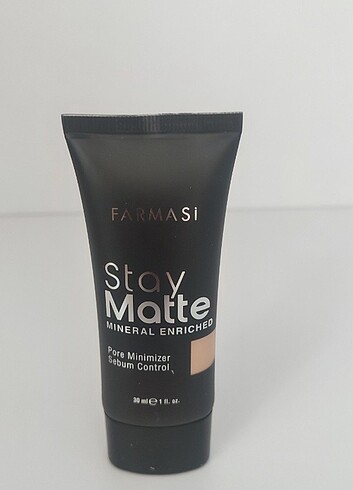 FARMASi
Stay
Matte
MINERAL ENRICHED
Pore Minimizer
Sebum Control
30 ml ℮ 1 fl. oz.